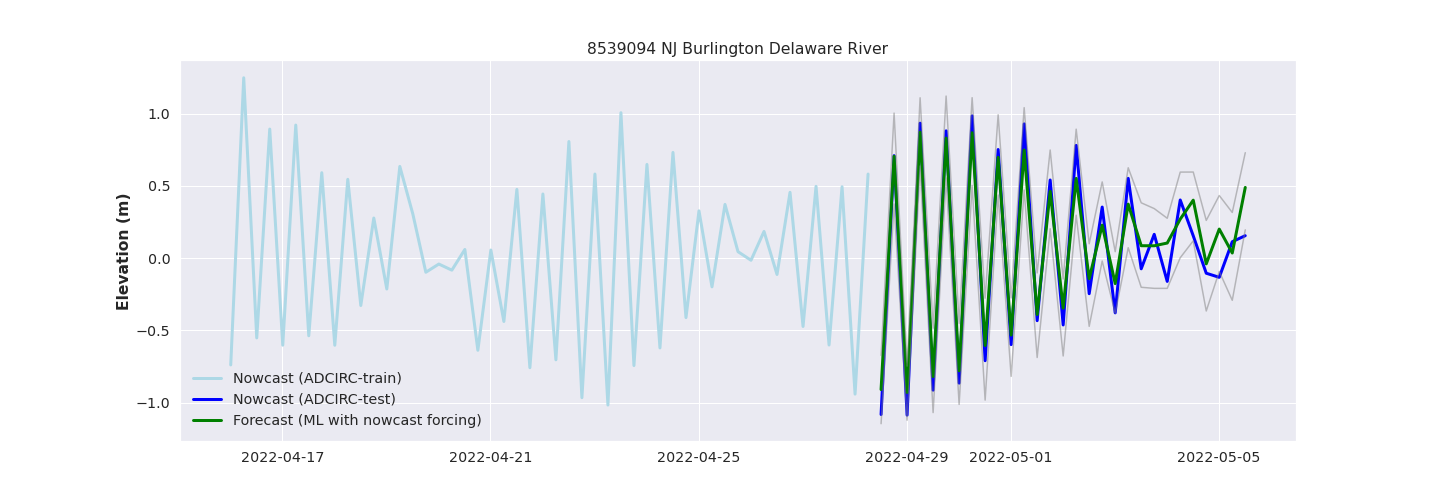 8539094 NJ Burlington Delaware River
Elevation (m)
1.0
0.5
0.0
−0.5
−1.0
Nowcast (ADCIRC-train)
Nowcast (ADCIRC-test)
Forecast (ML with nowcast forcing)
2022-04-17 2022-04-21 2022-04-25 2022-04-29 2022-05-01 2022-05-05